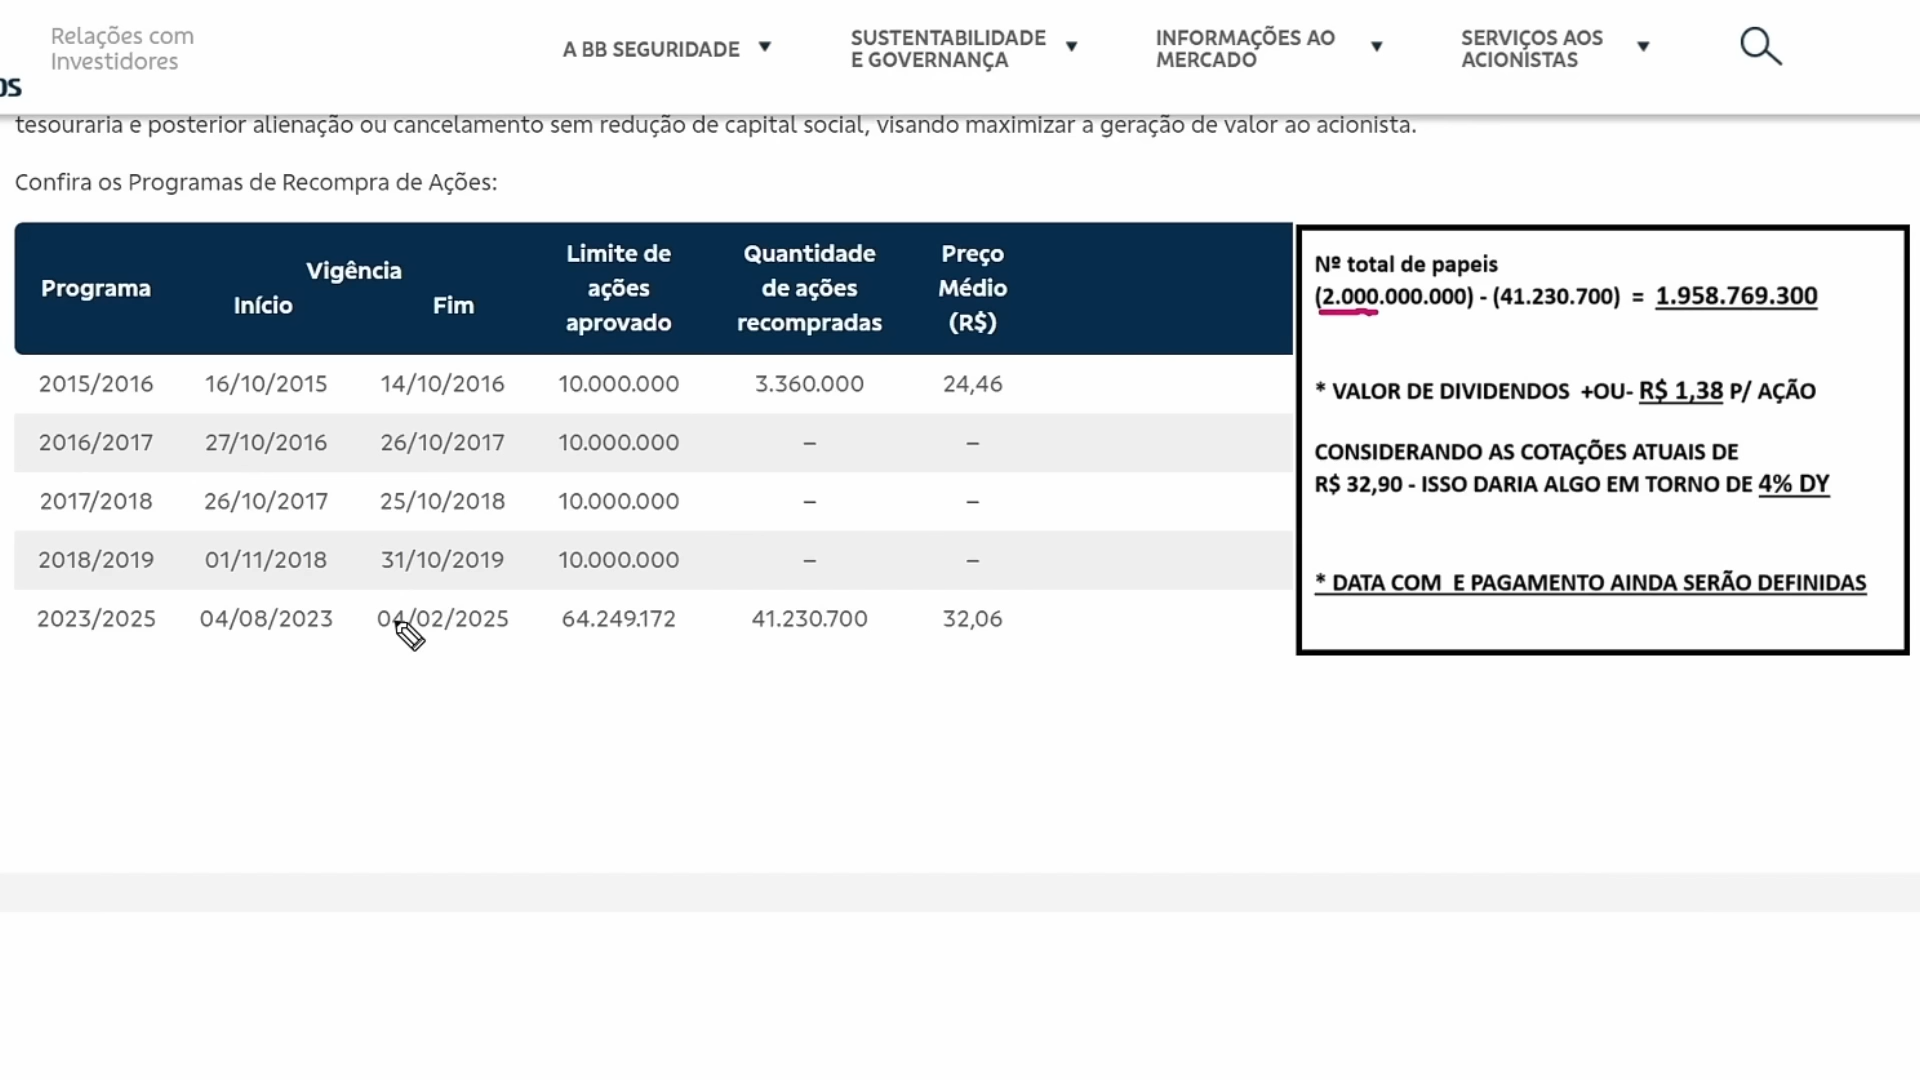 Relações com
Investidores
os
A BB SEGURIDADE
SUSTENTABILIDADE
E GOVERNANÇA
INFORMAÇÕES AO
MERCADO
SERVIÇOS AOS
ACIONISTAS
tesouraria e posterior alienação ou cancelamento sem redução de capital social, visando maximizar a geração de valor ao acionista.
Confira os Programas de Recompra de Ações:
Programa
Vigência
Início Fim
Limite de
ações
aprovado
Quantidade
de ações
recompradas
Preço
Médio
(R$)
2015/2016 16/10/2015 14/10/2016 10.000.000 3.360.000 24,46
2016/2017 27/10/2016 26/10/2017 10.000.000 – –
2017/2018 26/10/2017 25/10/2018 10.000.000 – –
2018/2019 01/11/2018 31/10/2019 10.000.000 – –
2023/2025 04/08/2023 04/02/2025 64.249.172 41.230.700 32,06
Nº total de papeis
(2.000.000.000) - (41.230.700) = 1.958.769.300
* VALOR DE DIVIDENDOS +OU- R$ 1,38 P/ AÇÃO
CONSIDERANDO AS COTAÇÕES ATUAIS DE
R$ 32,90 - ISSO DARIA ALGO EM TORNO DE 4% DY
* DATA COM E PAGAMENTO AINDA SERÃO DEFINIDAS